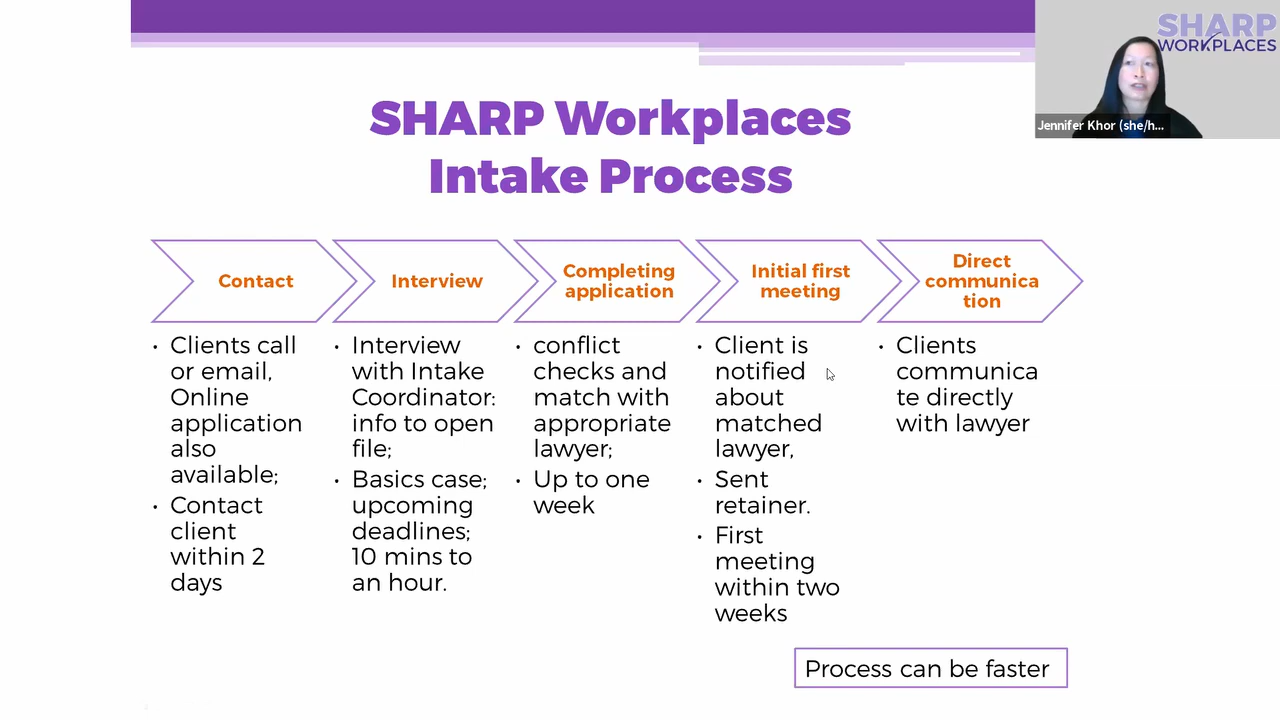 SHARP
WORKPLACES
Jennifer Khor (she/h...
SHARP Workplaces
Intake Process
Contact
Interview
Completing
application
Initial first
meeting
Direct
communica
tion
• Clients call
or email,
Online
application
also
available;
• Contact
client
within 2
days
• Interview
with Intake
Coordinator:
info to open
file;
• Basics case;
upcoming
deadlines;
10 mins to
an hour.
• conflict
checks and
match with
appropriate
lawyer;
• Up to one
week
• Client is
notified
about
matched
lawyer,
• Sent
retainer.
• First
meeting
within two
weeks
• Clients
communica
te directly
with lawyer
Process can be faster